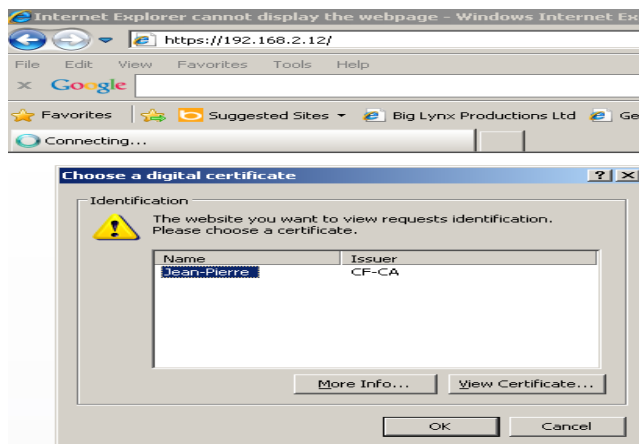 Internet Explorer cannot display the webpage - Windows Internet Ex
https://192.168.2.12/
File Edit View Favorites Tools Help
x Google
Favorites Suggested Sites Big Lynx Productions Ltd Ge
Connecting...
Choose a digital certificate
Identification
The website you want to view requests identification.
Please choose a certificate.
Name Issuer
Jean-Pierre CF-CA
More Info... View Certificate...
OK Cancel